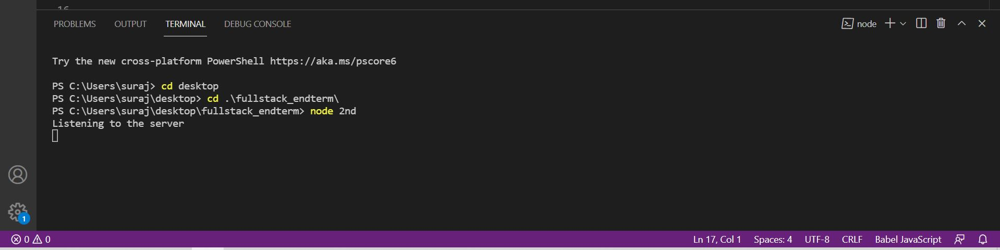 16
PROBLEMS OUTPUT TERMINAL DEBUG CONSOLE node
Try the new cross-platform PowerShell https://aka.ms/pscore6
PS C:\Users\suraj> cd desktop
PS C:\Users\suraj\desktop> cd .\fullstack_endterm\
PS C:\Users\suraj\desktop\fullstack_endterm> node 2nd
Listening to the server
1
0 0 Ln 17, Col 1 Spaces: 4 UTF-8 CRLF Babel JavaScript